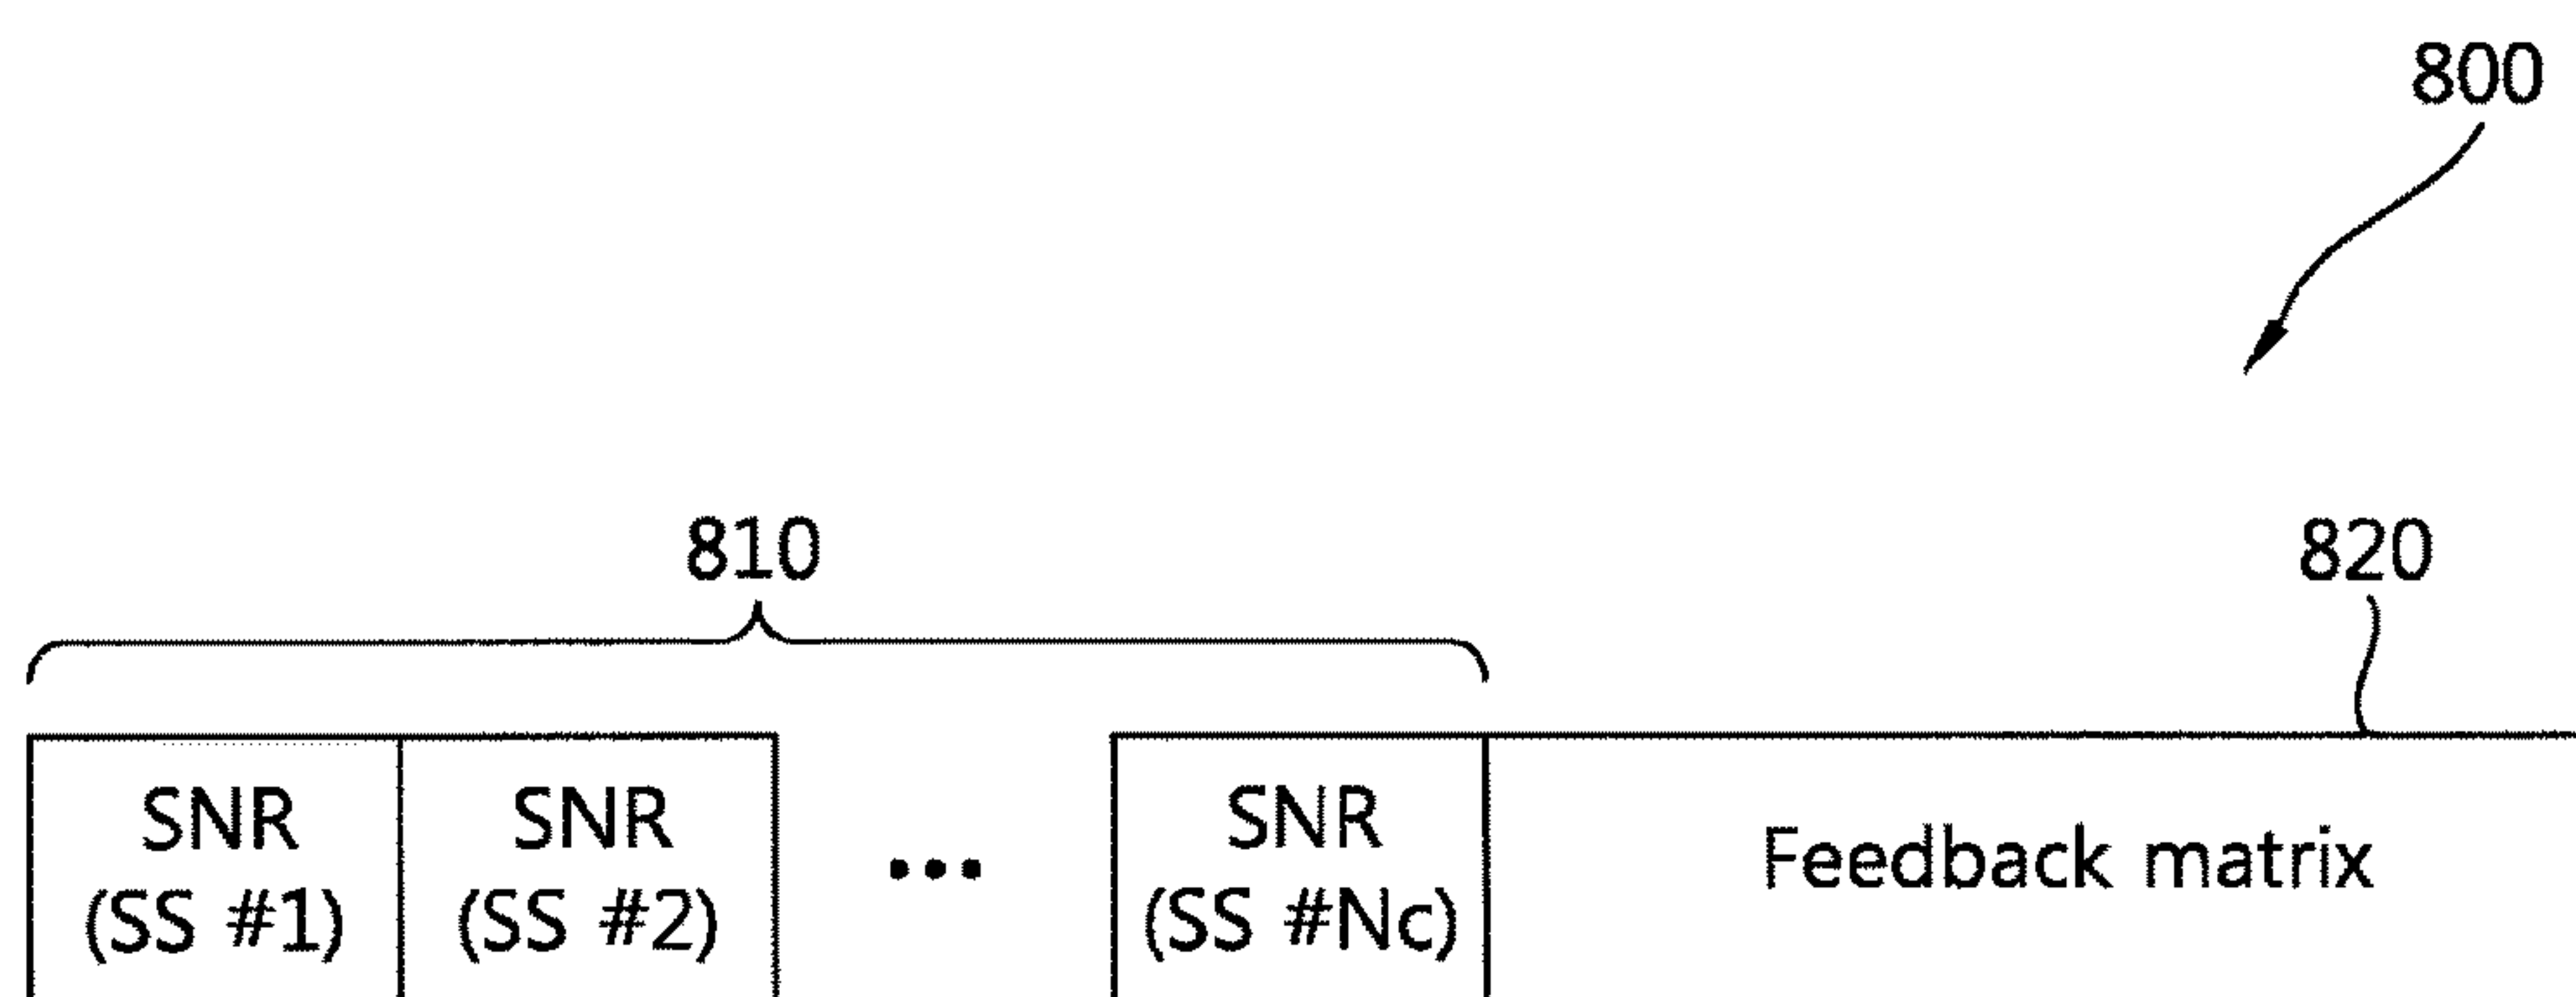 800
810
820
SNR
(SS #1)
SNR
(SS #2)
•••
SNR
(SS #Nc)
Feedback matrix